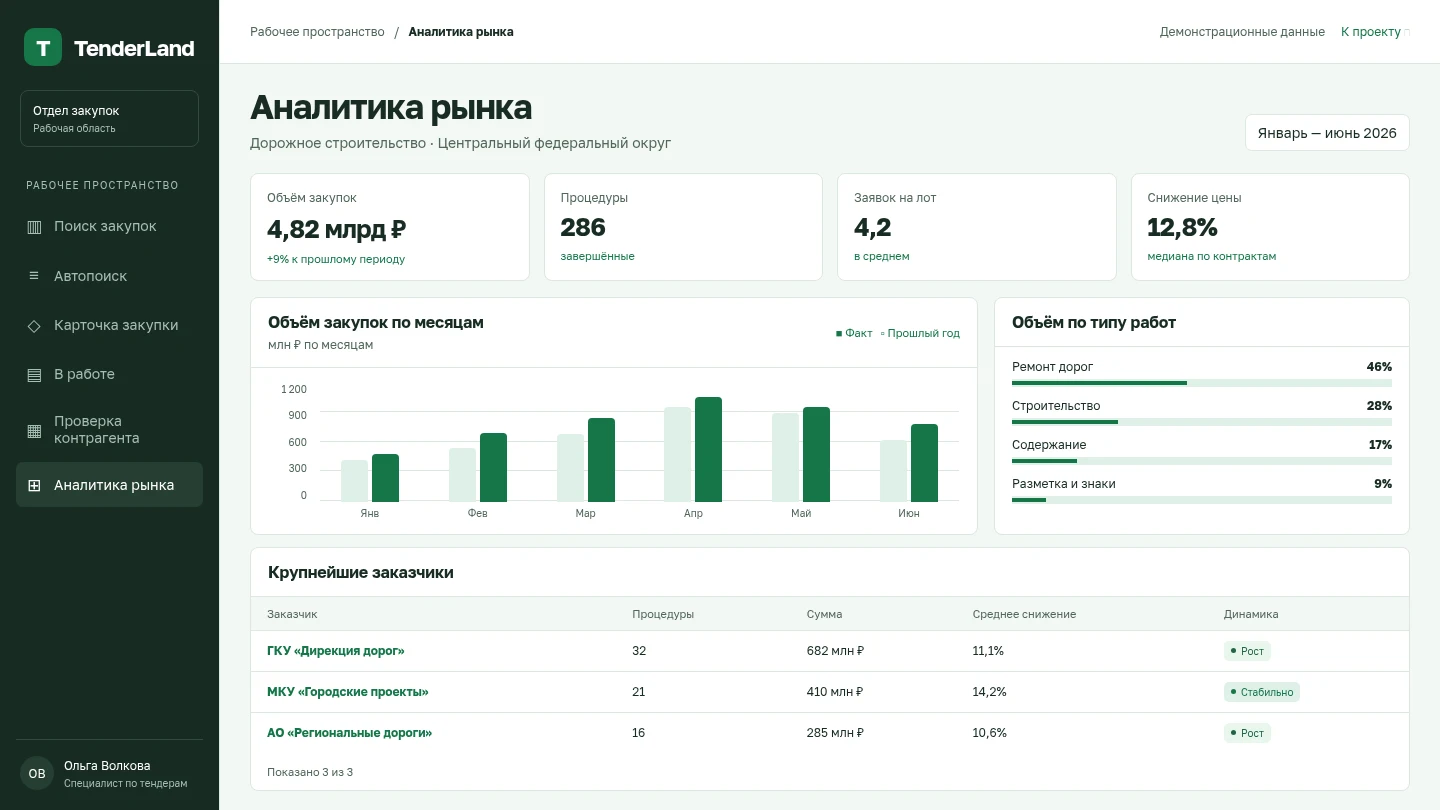 T TenderLand
Отдел закупок
Рабочая область
РАБОЧЕЕ ПРОСТРАНСТВО
Поиск закупок
Автопоиск
Карточка закупки
В работе
Проверка
контрагента
Аналитика рынка
ОВ
Ольга Волкова
Специалист по тендерам
Рабочее пространство / Аналитика рынка
Демонстрационные данные К проекту
Аналитика рынка
Дорожное строительство · Центральный федеральный округ
Январь — июнь 2026
Объём закупок
4,82 млрд ₽
+9% к прошлому периоду
Процедуры
286
завершённые
Заявок на лот
4,2
в среднем
Снижение цены
12,8%
медиана по контрактам
Объём закупок по месяцам
млн ₽ по месяцам
■ Факт ▫ Прошлый год
1 200
900
600
300
0
Янв Фев Мар Апр Май Июн
Объём по типу работ
Ремонт дорог 46%
Строительство 28%
Содержание 17%
Разметка и знаки 9%
Крупнейшие заказчики
Заказчик Процедуры Сумма Среднее снижение Динамика
ГКУ «Дирекция дорог» 32 682 млн ₽ 11,1% Рост
МКУ «Городские проекты» 21 410 млн ₽ 14,2% Стабильно
АО «Региональные дороги» 16 285 млн ₽ 10,6% Рост
Показано 3 из 3